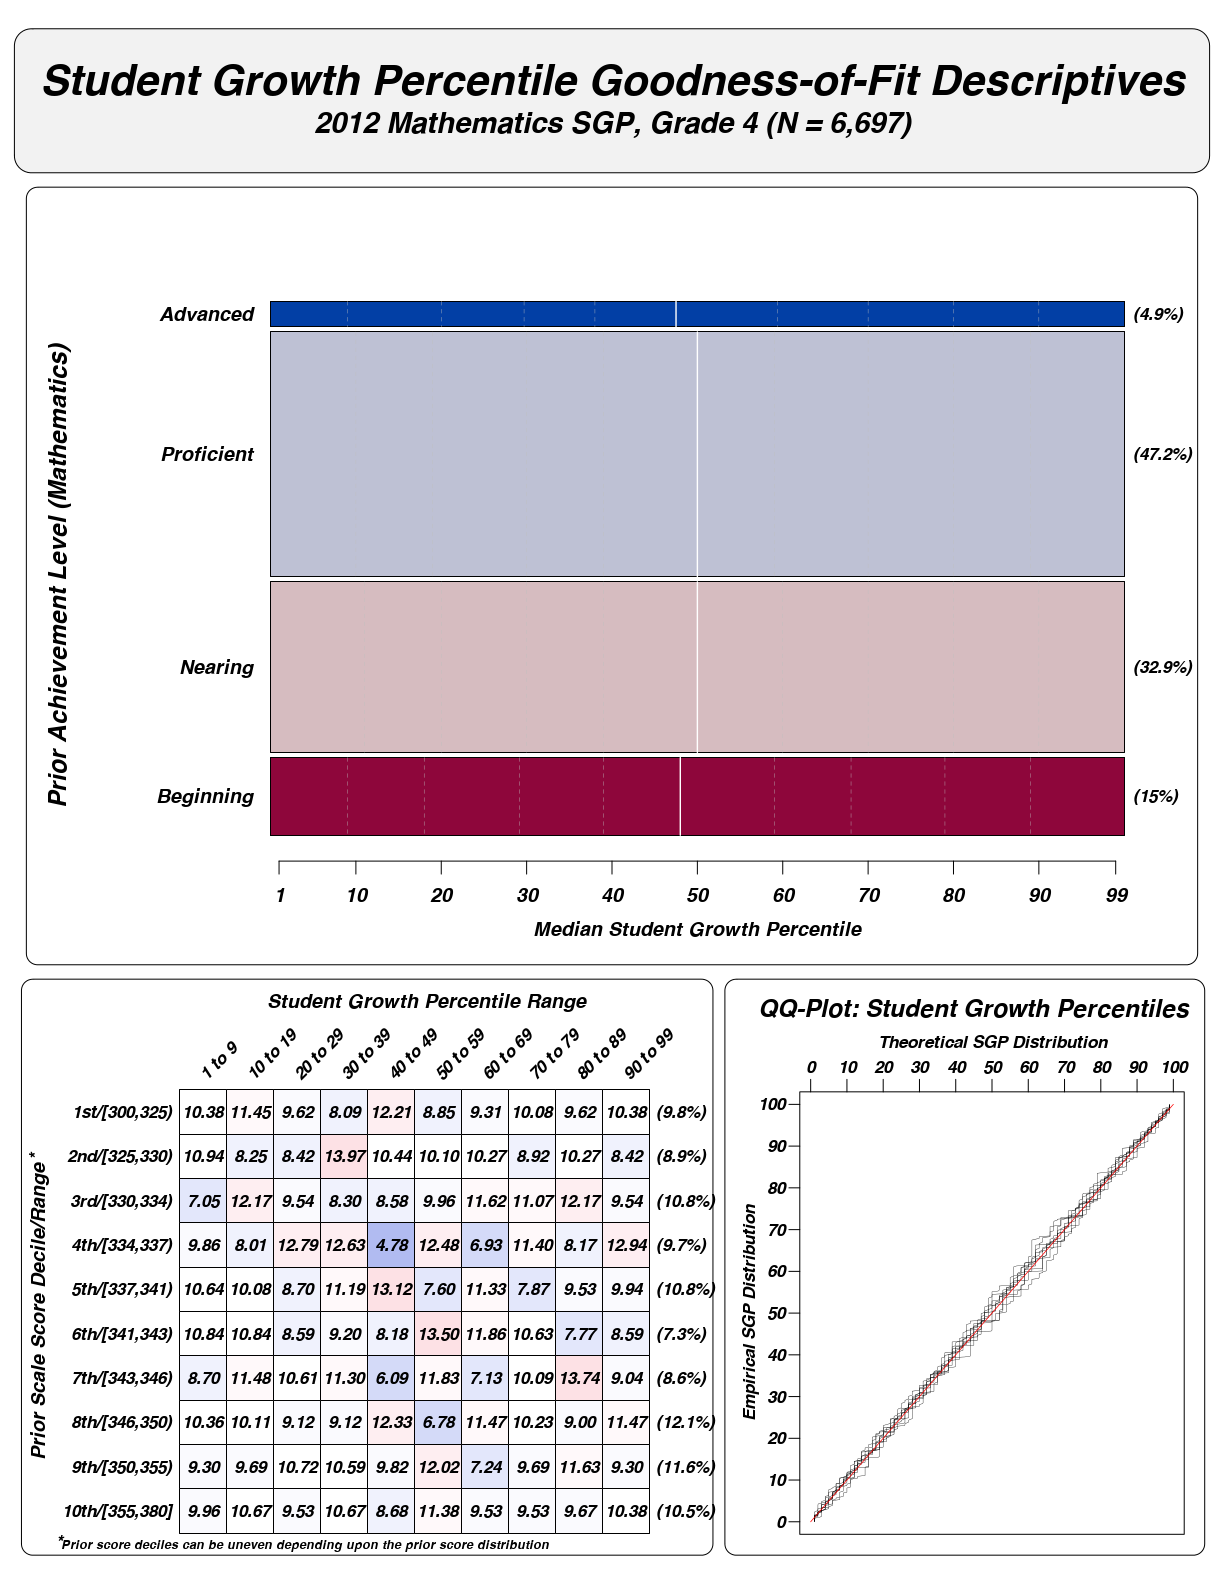 Student Growth Percentile Goodness-of-Fit Descriptives
2012 Mathematics SGP, Grade 4 (N = 6,697)
Prior Achievement Level (Mathematics)
Advanced (4.9%)
Proficient (47.2%)
Nearing (32.9%)
Beginning (15%)
1 10 20 30 40 50 60 70 80 90 99
Median Student Growth Percentile
Student Growth Percentile Range
1 to 9 10 to 19 20 to 29 30 to 39 40 to 49 50 to 59 60 to 69 70 to 79 80 to 89 90 to 99
Prior Scale Score Decile/Range*
1st/[300,325) 10.38 11.45 9.62 8.09 12.21 8.85 9.31 10.08 9.62 10.38 (9.8%)
2nd/[325,330) 10.94 8.25 8.42 13.97 10.44 10.10 10.27 8.92 10.27 8.42 (8.9%)
3rd/[330,334) 7.05 12.17 9.54 8.30 8.58 9.96 11.62 11.07 12.17 9.54 (10.8%)
4th/[334,337) 9.86 8.01 12.79 12.63 4.78 12.48 6.93 11.40 8.17 12.94 (9.7%)
5th/[337,341) 10.64 10.08 8.70 11.19 13.12 7.60 11.33 7.87 9.53 9.94 (10.8%)
6th/[341,343) 10.84 10.84 8.59 9.20 8.18 13.50 11.86 10.63 7.77 8.59 (7.3%)
7th/[343,346) 8.70 11.48 10.61 11.30 6.09 11.83 7.13 10.09 13.74 9.04 (8.6%)
8th/[346,350) 10.36 10.11 9.12 9.12 12.33 6.78 11.47 10.23 9.00 11.47 (12.1%)
9th/[350,355) 9.30 9.69 10.72 10.59 9.82 12.02 7.24 9.69 11.63 9.30 (11.6%)
10th/[355,380] 9.96 10.67 9.53 10.67 8.68 11.38 9.53 9.53 9.67 10.38 (10.5%)
*Prior score deciles can be uneven depending upon the prior score distribution
QQ-Plot: Student Growth Percentiles
Theoretical SGP Distribution
0 10 20 30 40 50 60 70 80 90 100
Empirical SGP Distribution
100
90
80
70
60
50
40
30
20
10
0